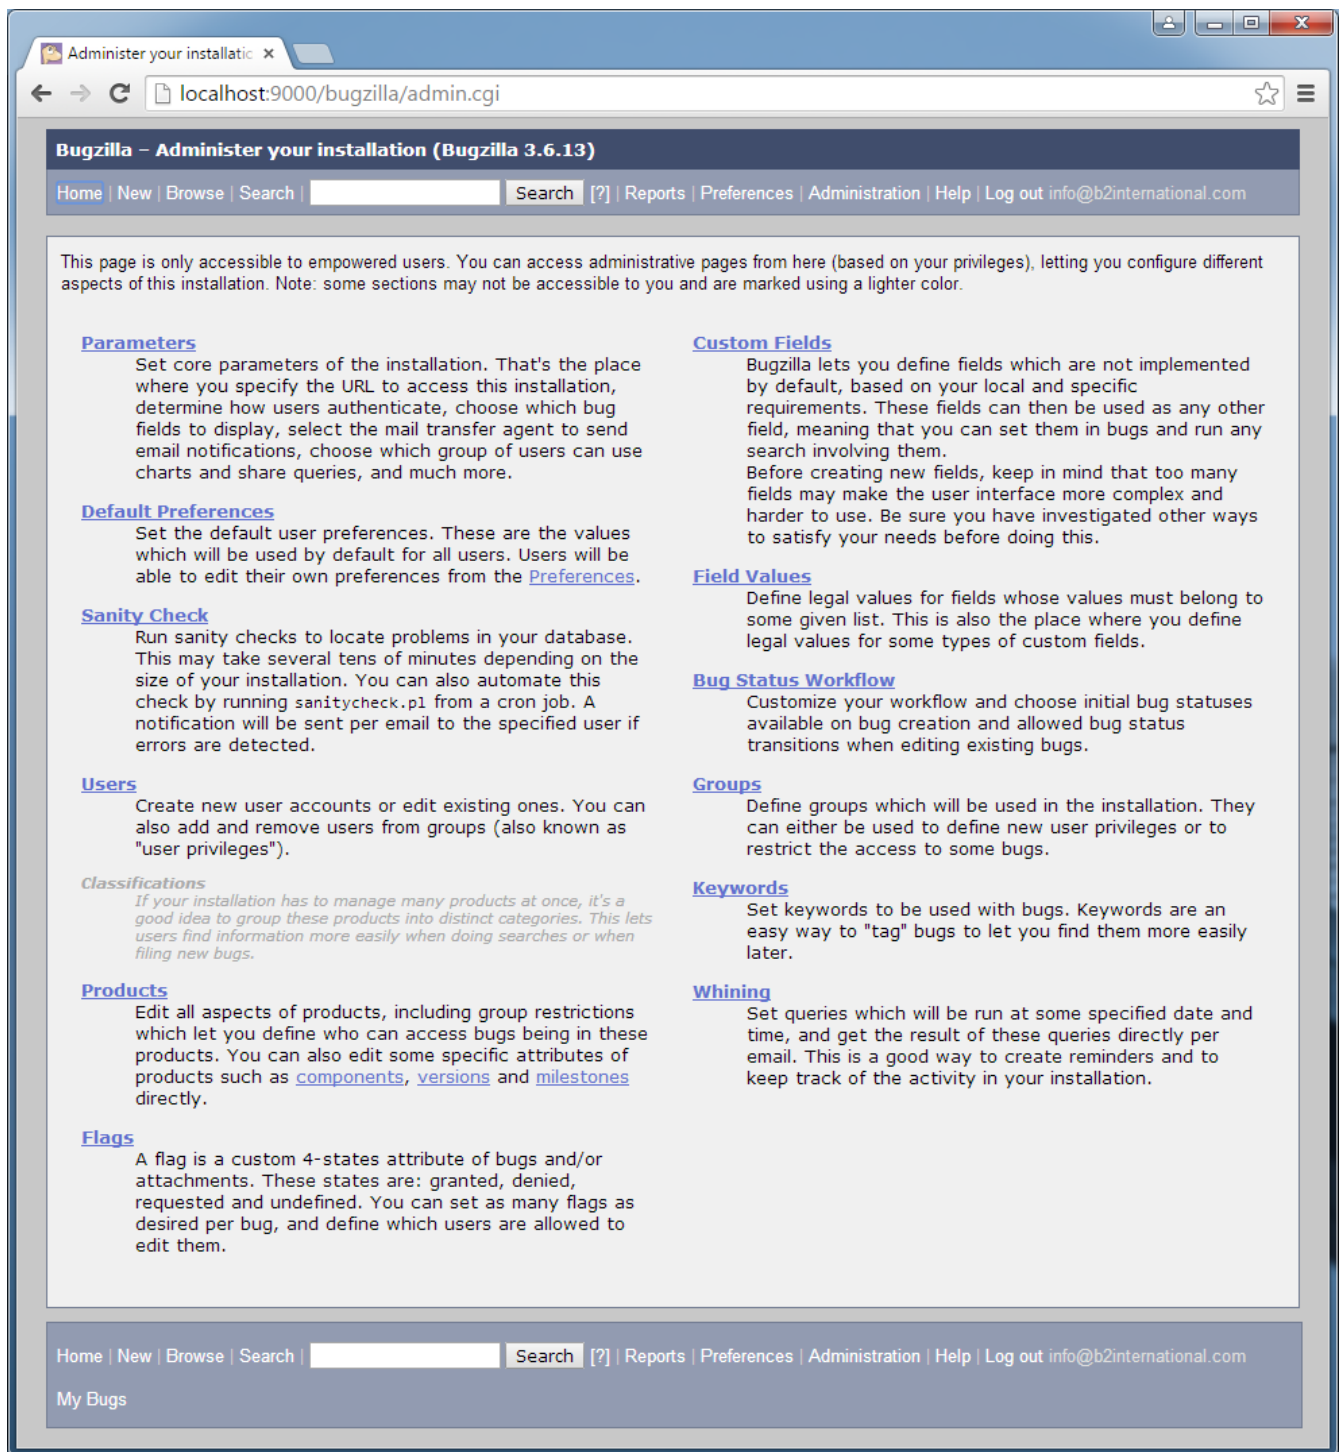 Administer your installatio
localhost:9000/bugzilla/admin.cgi
Bugzilla – Administer your installation (Bugzilla 3.6.13)
Home | New | Browse | Search | Search [?] | Reports | Preferences | Administration | Help | Log out info@b2international.com
This page is only accessible to empowered users. You can access administrative pages from here (based on your privileges), letting you configure different
aspects of this installation. Note: some sections may not be accessible to you and are marked using a lighter color.
Parameters
Set core parameters of the installation. That's the place
where you specify the URL to access this installation,
determine how users authenticate, choose which bug
fields to display, select the mail transfer agent to send
email notifications, choose which group of users can use
charts and share queries, and much more.
Default Preferences
Set the default user preferences. These are the values
which will be used by default for all users. Users will be
able to edit their own preferences from the Preferences.
Sanity Check
Run sanity checks to locate problems in your database.
This may take several tens of minutes depending on the
size of your installation. You can also automate this
check by running sanitycheck.pl from a cron job. A
notification will be sent per email to the specified user if
errors are detected.
Users
Create new user accounts or edit existing ones. You can
also add and remove users from groups (also known as
"user privileges").
Classifications
If your installation has to manage many products at once, it's a
good idea to group these products into distinct categories. This lets
users find information more easily when doing searches or when
filing new bugs.
Products
Edit all aspects of products, including group restrictions
which let you define who can access bugs being in these
products. You can also edit some specific attributes of
products such as components, versions and milestones
directly.
Flags
A flag is a custom 4-states attribute of bugs and/or
attachments. These states are: granted, denied,
requested and undefined. You can set as many flags as
desired per bug, and define which users are allowed to
edit them.
Custom Fields
Bugzilla lets you define fields which are not implemented
by default, based on your local and specific
requirements. These fields can then be used as any other
field, meaning that you can set them in bugs and run any
search involving them.
Before creating new fields, keep in mind that too many
fields may make the user interface more complex and
harder to use. Be sure you have investigated other ways
to satisfy your needs before doing this.
Field Values
Define legal values for fields whose values must belong to
some given list. This is also the place where you define
legal values for some types of custom fields.
Bug Status Workflow
Customize your workflow and choose initial bug statuses
available on bug creation and allowed bug status
transitions when editing existing bugs.
Groups
Define groups which will be used in the installation. They
can either be used to define new user privileges or to
restrict the access to some bugs.
Keywords
Set keywords to be used with bugs. Keywords are an
easy way to "tag" bugs to let you find them more easily
later.
Whining
Set queries which will be run at some specified date and
time, and get the result of these queries directly per
email. This is a good way to create reminders and to
keep track of the activity in your installation.
Home | New | Browse | Search | Search [?] | Reports | Preferences | Administration | Help | Log out info@b2international.com
My Bugs